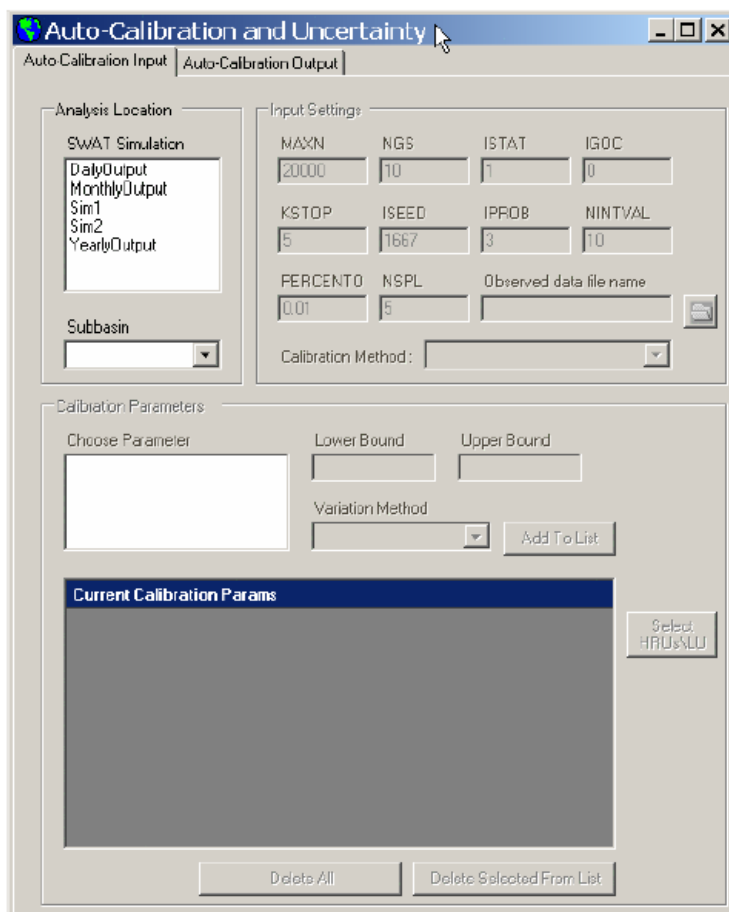 Auto-Calibration and Uncertainty
Auto-Calibration Input
Auto-Calibration Output
Analysis Location
SWAT Simulation
DailyOutput
MonthlyOutput
Sim1
Sim2
YearlyOutput
Subbasin
Input Settings
MAXN NGS ISTAT IGOC
20000 10 1 0
KSTOP ISEED IPROB NINTVAL
5 1667 3 10
PERCENTO NSPL Observed data file name
0.01 5
Calibration Method :
Calibration Parameters
Choose Parameter Lower Bound Upper Bound
Variation Method
Add To List
Current Calibration Params
Select
HRUs\LU
Delete All
Delete Selected From List